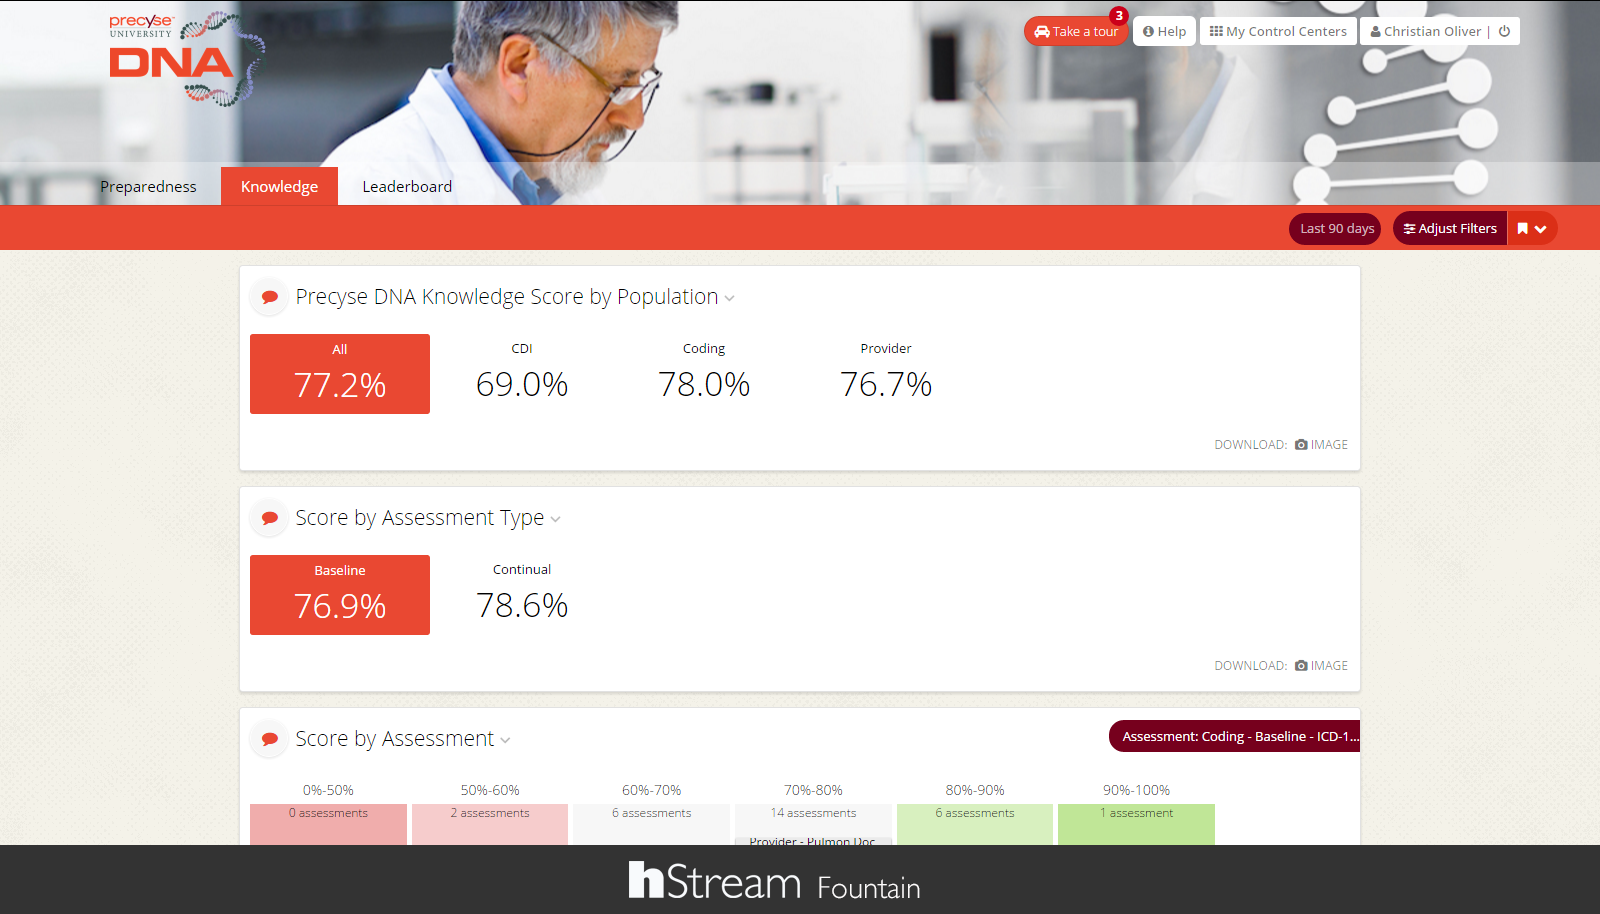 precyse
UNIVERSITY
DNA
3
Take a tour
Help
My Control Centers
Christian Oliver |
Preparedness
Knowledge
Leaderboard
Last 90 days
Adjust Filters
Precyse DNA Knowledge Score by Population
All
CDI
Coding
Provider
77.2%
69.0%
78.0%
76.7%
DOWNLOAD: IMAGE
Score by Assessment Type
Baseline
Continual
76.9%
78.6%
DOWNLOAD: IMAGE
Score by Assessment
Assessment: Coding - Baseline - ICD-1...
0%-50%
50%-60%
60%-70%
70%-80%
80%-90%
90%-100%
0 assessments
2 assessments
6 assessments
14 assessments
6 assessments
1 assessment
Provider - Pulmon Doc
hStream Fountain